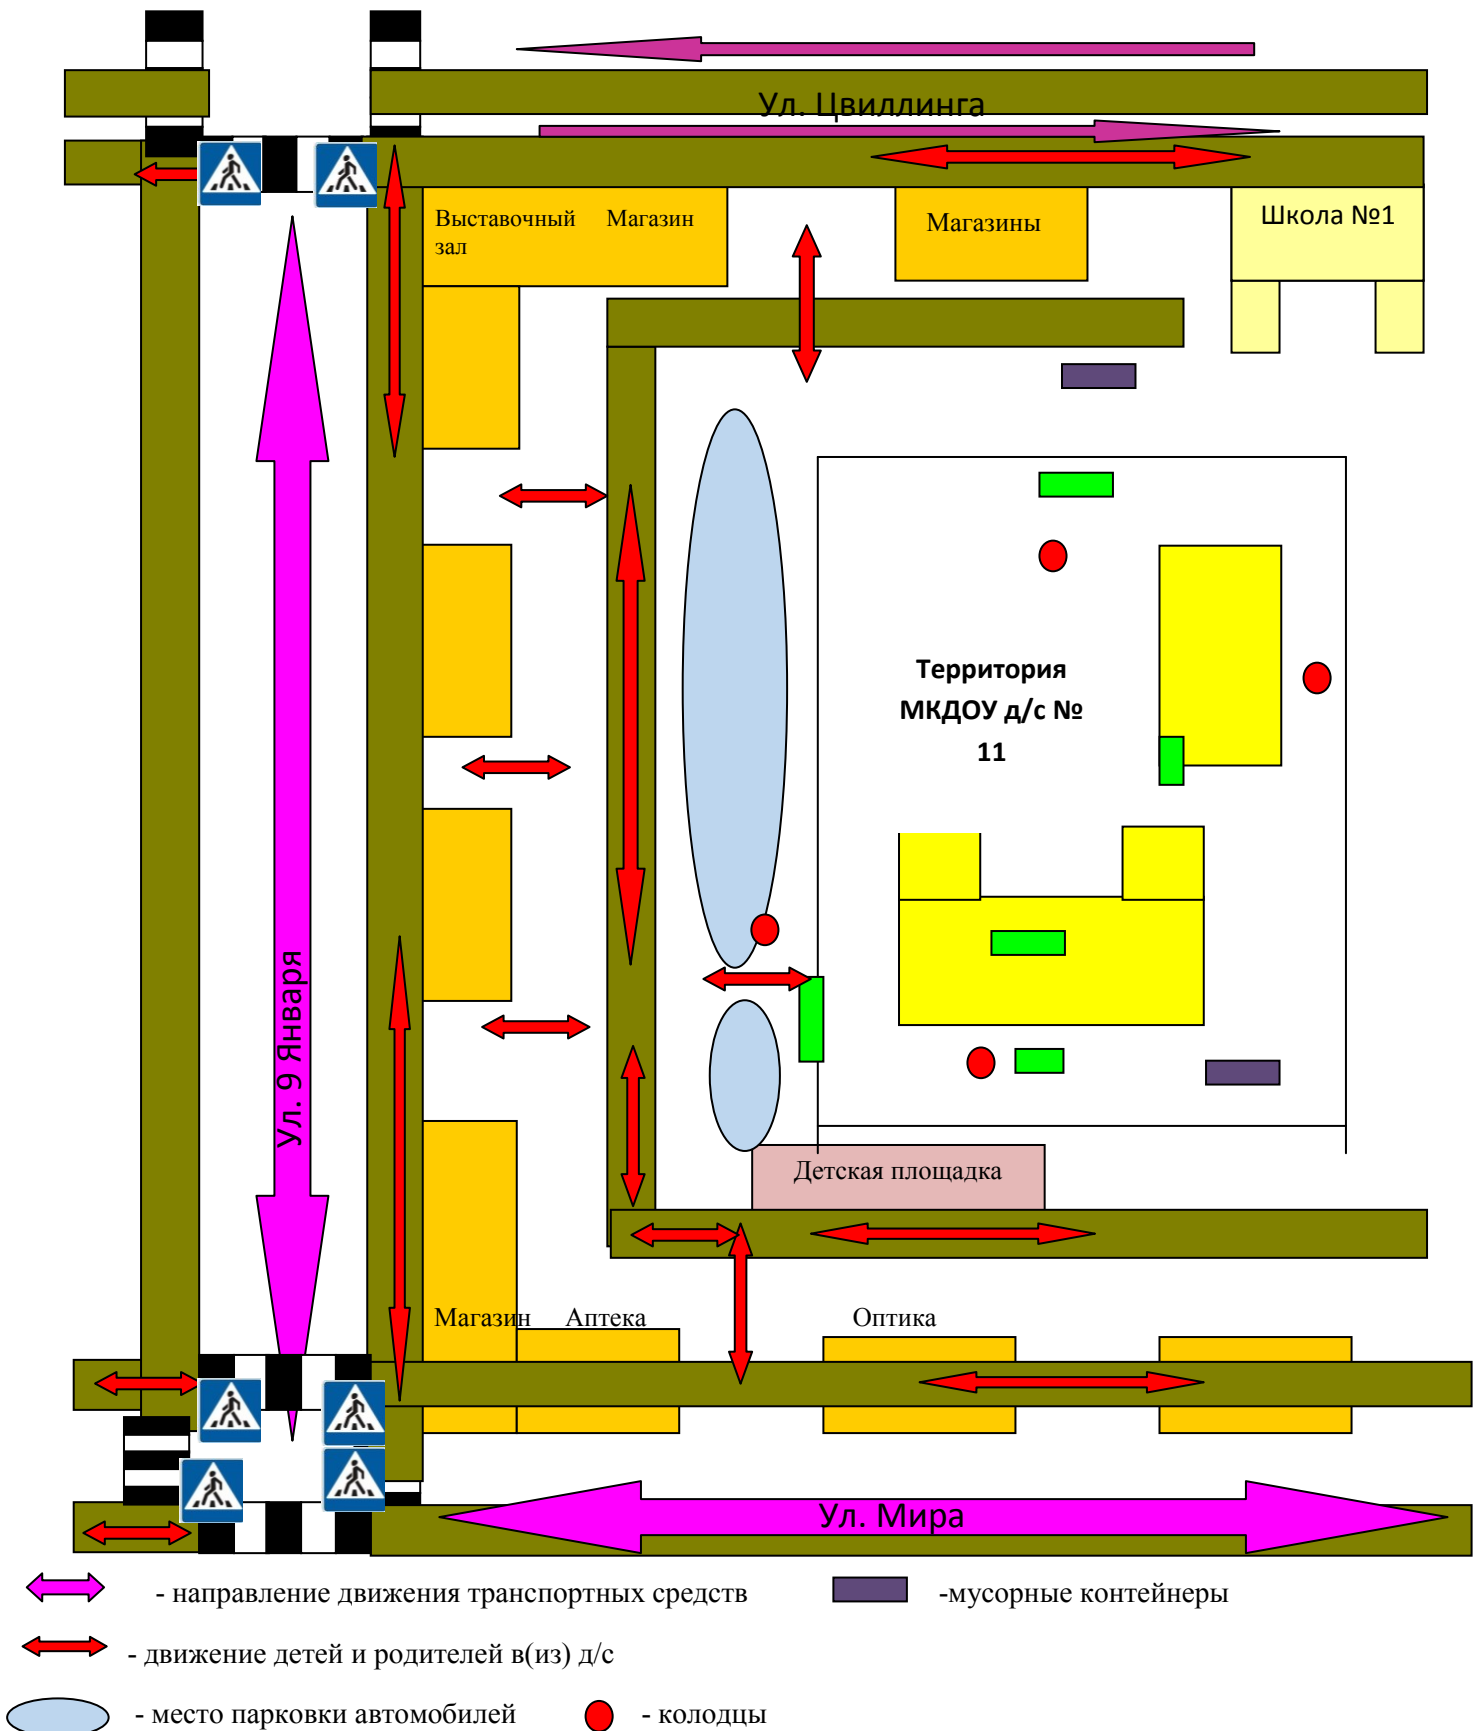 Ул. Цвиллинга
Выставочный зал
Магазин
Магазины
Школа №1
Территория
МКДОУ д/с №
11
Ул. 9 Января
Детская площадка
Магазин
Аптека
Оптика
Ул. Мира
- направление движения транспортных средств
-мусорные контейнеры
- движение детей и родителей в(из) д/с
- место парковки автомобилей
- колодцы